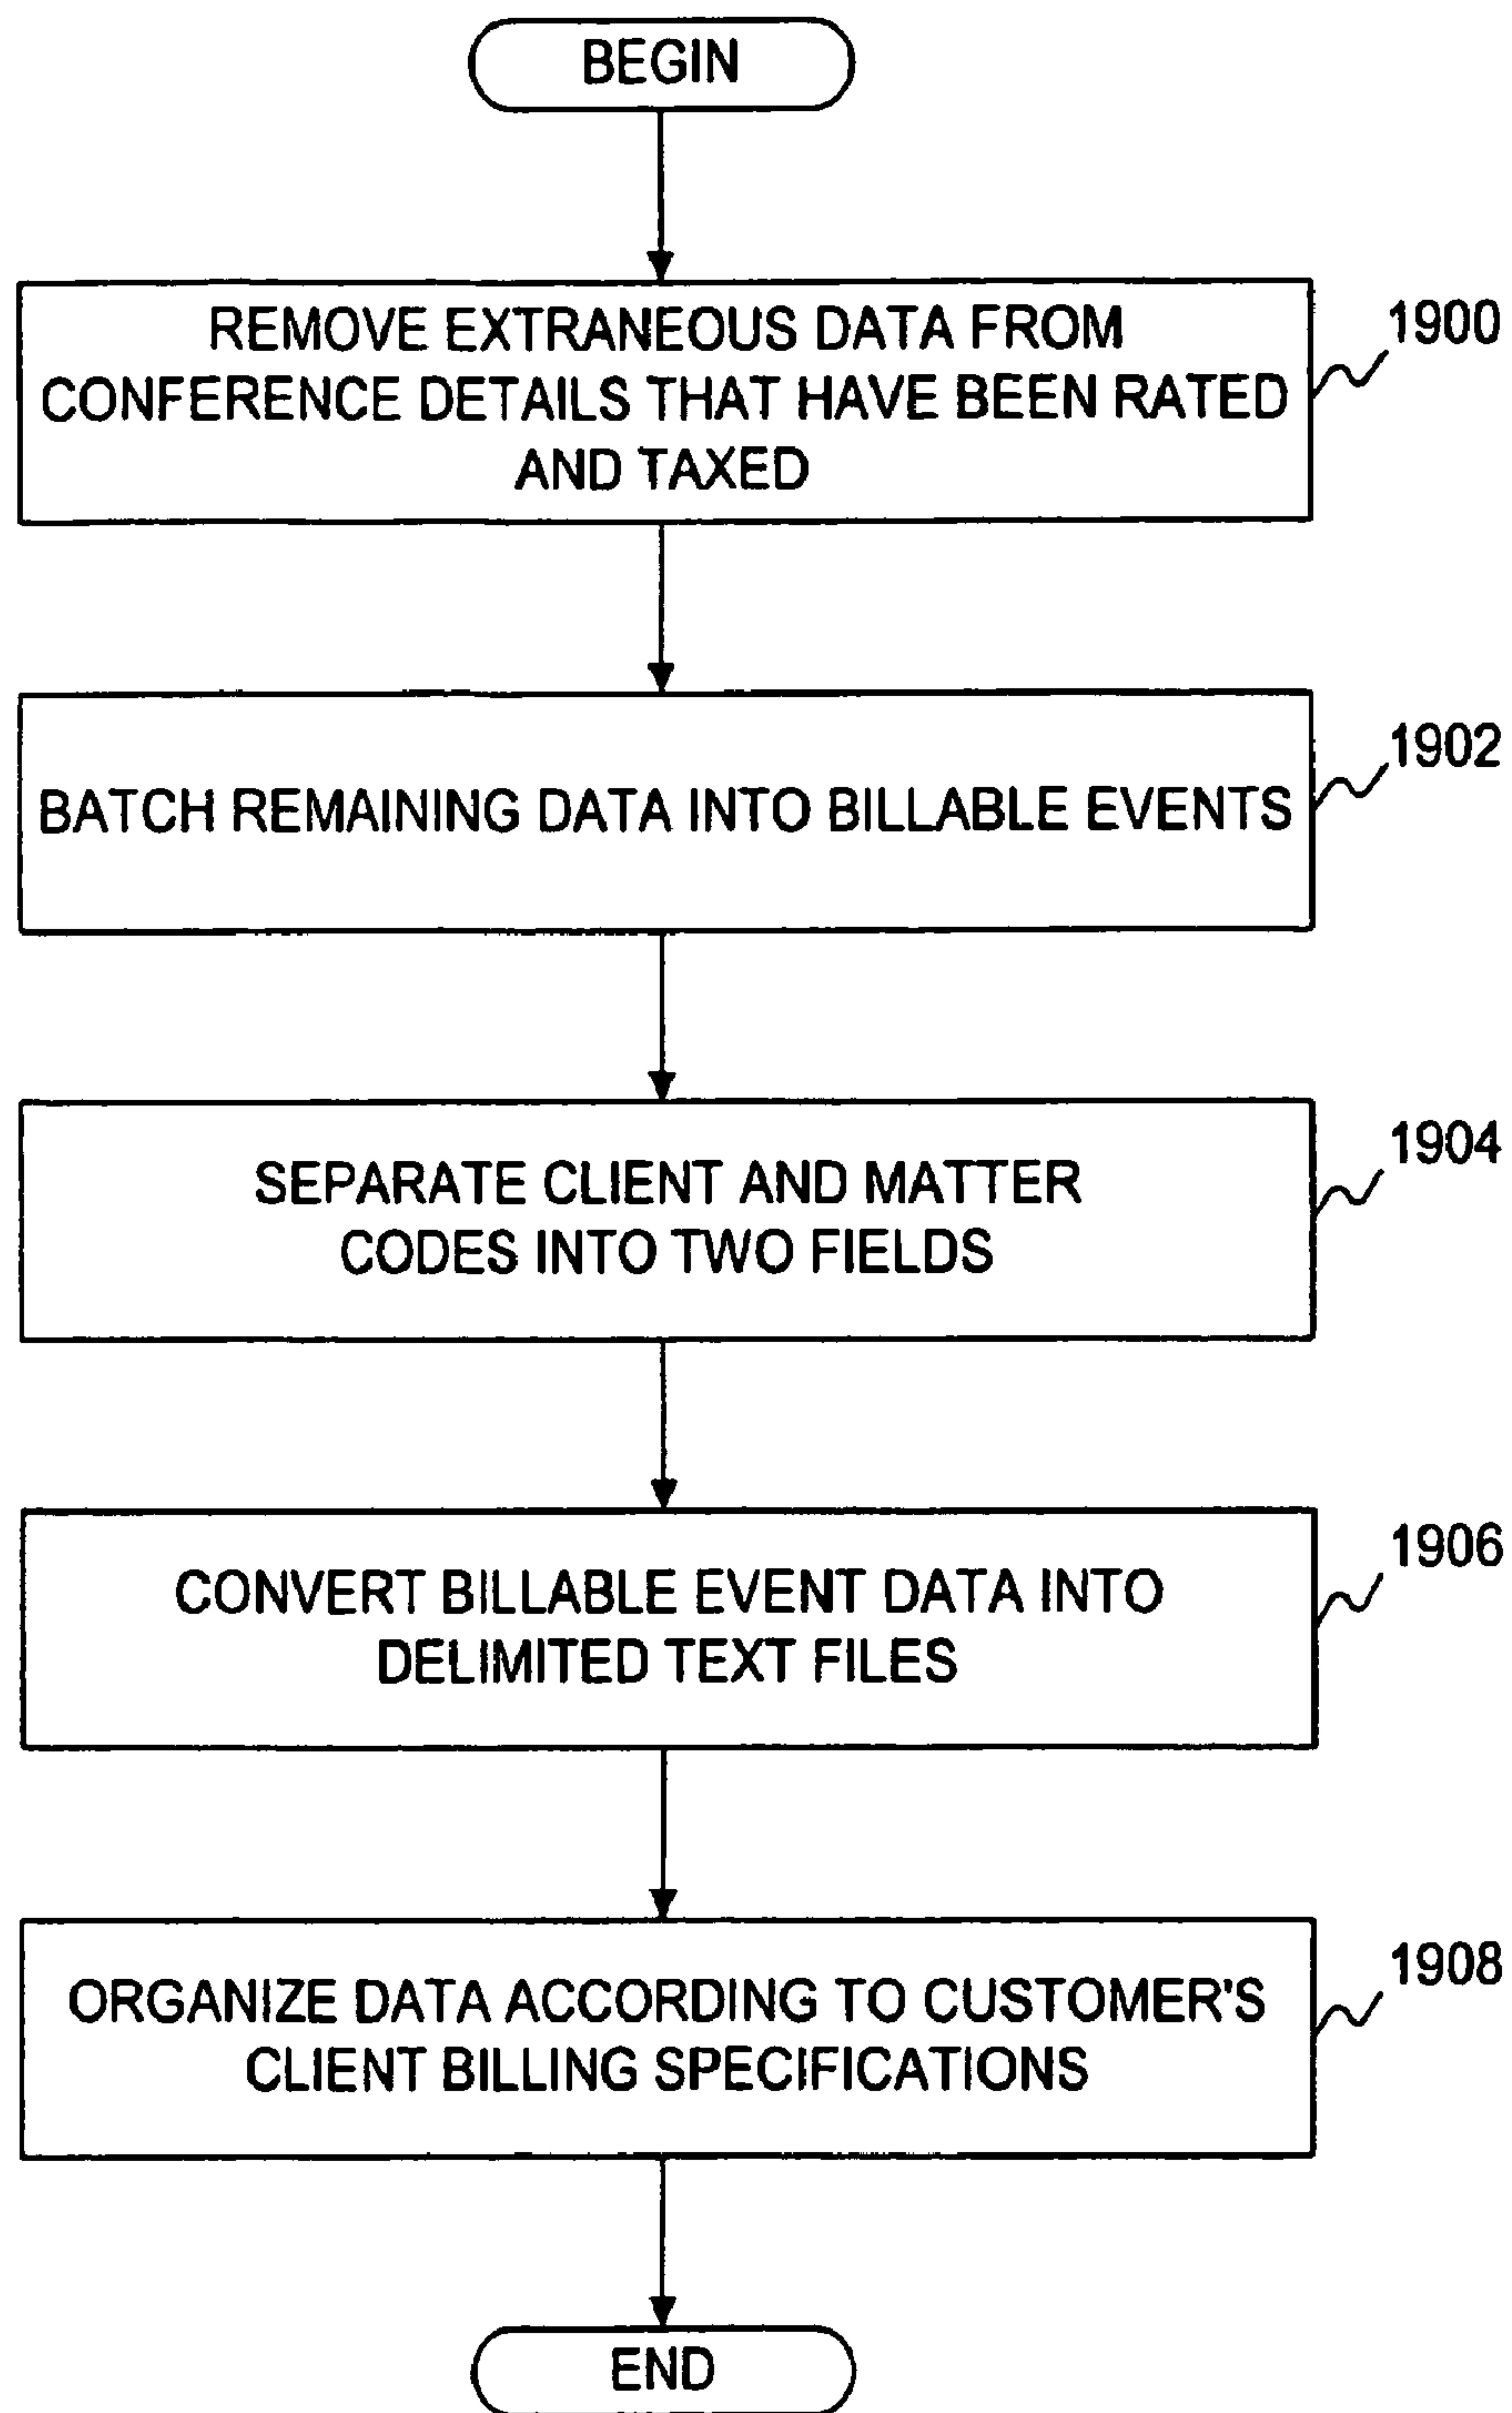 BEGIN
REMOVE EXTRANEOUS DATA FROM
CONFERENCE DETAILS THAT HAVE BEEN RATED
AND TAXED
1900
BATCH REMAINING DATA INTO BILLABLE EVENTS
1902
SEPARATE CLIENT AND MATTER
CODES INTO TWO FIELDS
1904
CONVERT BILLABLE EVENT DATA INTO
DELIMITED TEXT FILES
1906
ORGANIZE DATA ACCORDING TO CUSTOMER'S
CLIENT BILLING SPECIFICATIONS
1908
END